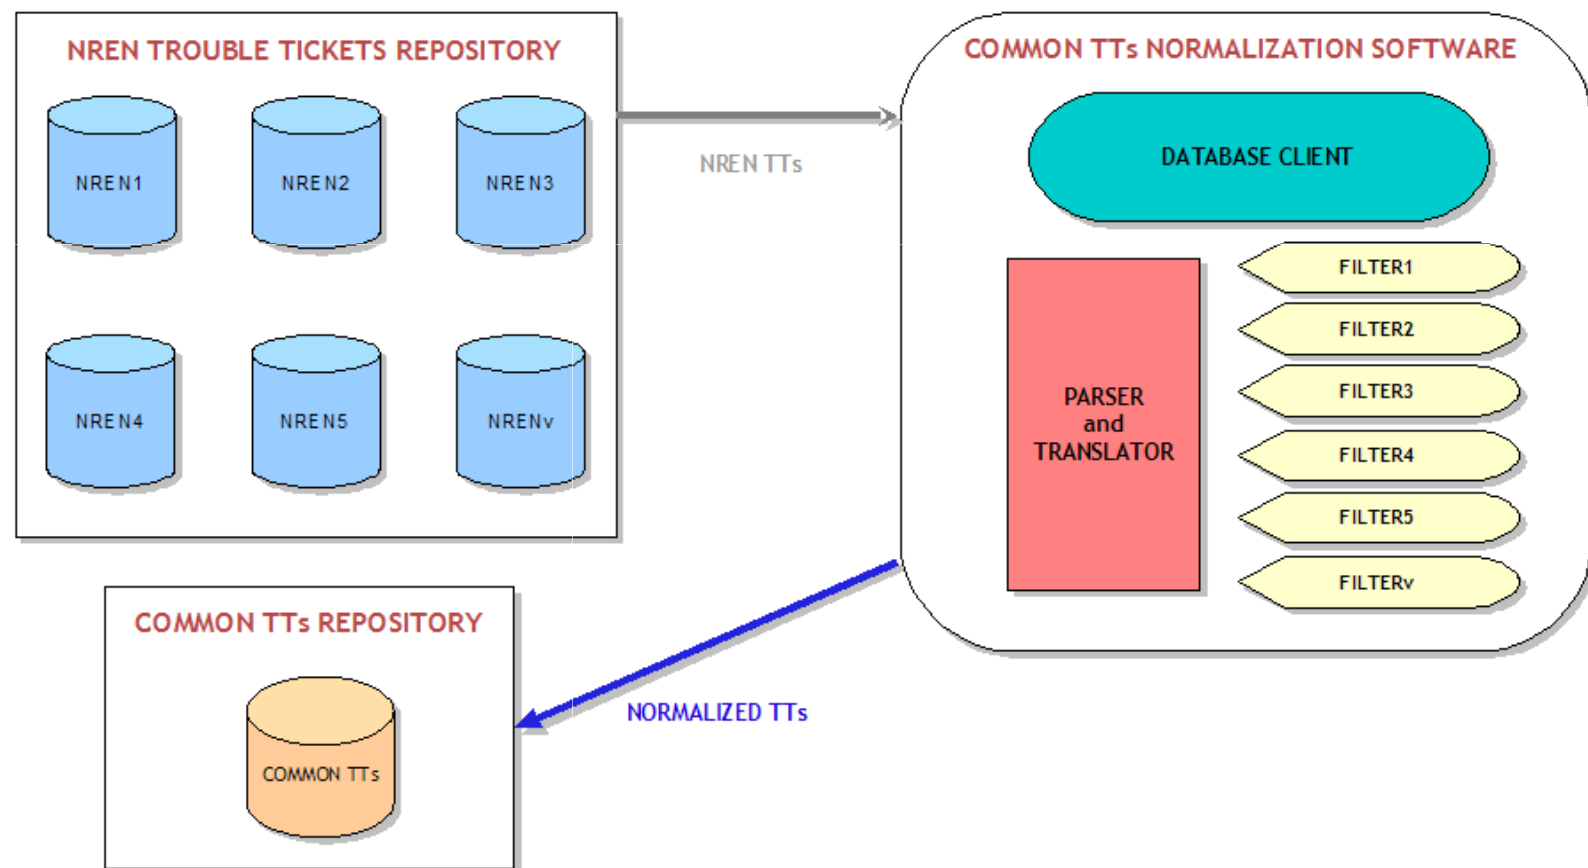 NREN TROUBLE TICKETS REPOSITORY
NREN1
NREN2
NREN3
NREN4
NREN5
NRENv
NREN TTs
COMMON TTs NORMALIZATION SOFTWARE
DATABASE CLIENT
PARSER
and
TRANSLATOR
FILTER1
FILTER2
FILTER3
FILTER4
FILTER5
FILTERv
NORMALIZED TTs
COMMON TTs REPOSITORY
COMMON TTs